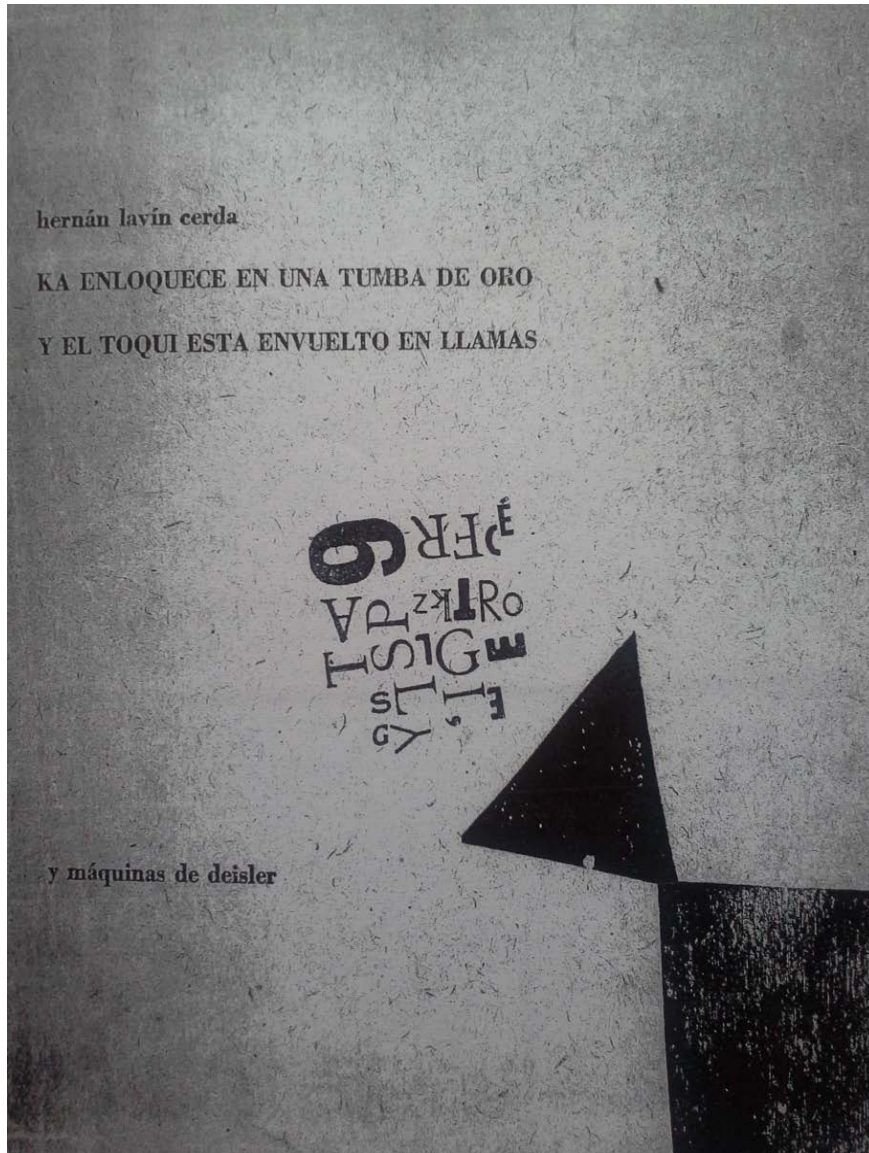 hernán lavín cerda
KA ENLOQUECE EN UNA TUMBA DE ORO
Y EL TOQUI ESTA ENVUELTO EN LLAMAS
y máquinas de deisler